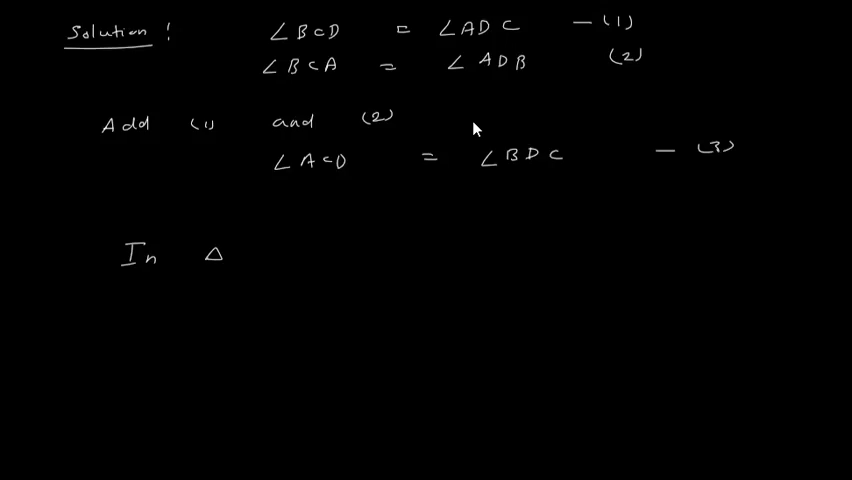 Solution ! ∠BCD = ∠ADC — (1)
∠BCA = ∠ADB (2)
Add (1) and (2)
∠ACD = ∠BDC — (3)
In △